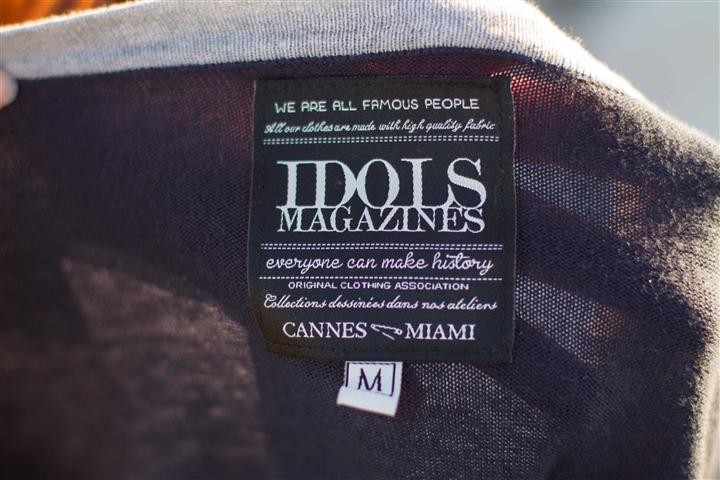 WE ARE ALL FAMOUS PEOPLE
All our clothes are made with high quality fabric
IDOLS
MAGAZINES
everyone can make history
ORIGINAL CLOTHING ASSOCIATION
Collections dessinées dans nos ateliers
CANNES MIAMI
M